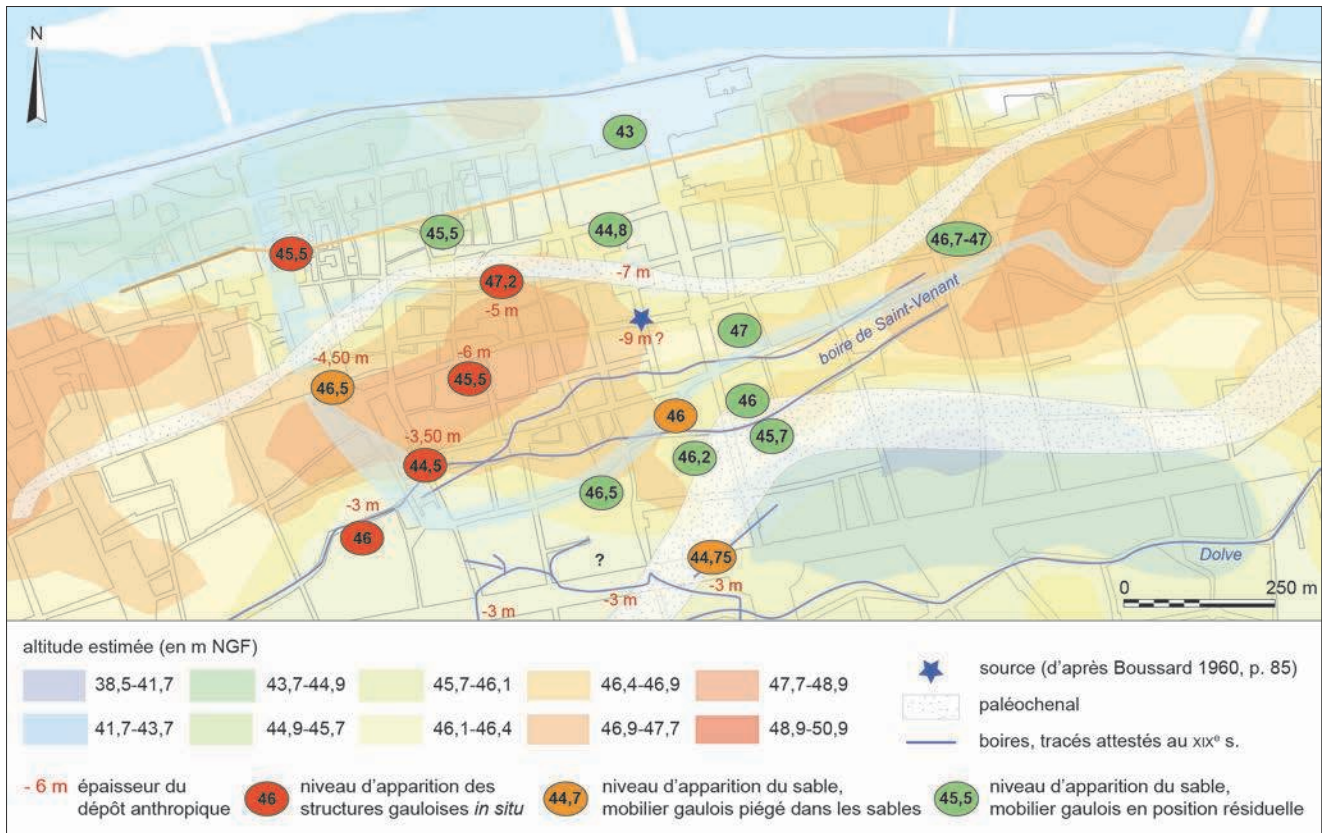 N
43
45,5
44,8
45,5
46,7-47
-7 m
47,2
-5 m
47
-9 m ?
boire de Saint-Venant
-4,50 m
-6 m
46,5
45,5
46
46
45,7
-3,50 m
44,5
46,2
46,5
-3 m
46
?
44,75
Dolve
-3 m
-3 m
-3 m
0 250 m
altitude estimée (en m NGF)
38,5-41,7
43,7-44,9
45,7-46,1
46,4-46,9
47,7-48,9
41,7-43,7
44,9-45,7
46,1-46,4
46,9-47,7
48,9-50,9
source (d'après Boussard 1960, p. 85)
paléochenal
boires, tracés attestés au XIXe s.
- 6 m épaisseur du
dépôt anthropique
46 niveau d'apparition des
structures gauloises in situ
44,7 niveau d'apparition du sable,
mobilier gaulois piégé dans les sables
45,5 niveau d'apparition du sable,
mobilier gaulois en position résiduelle